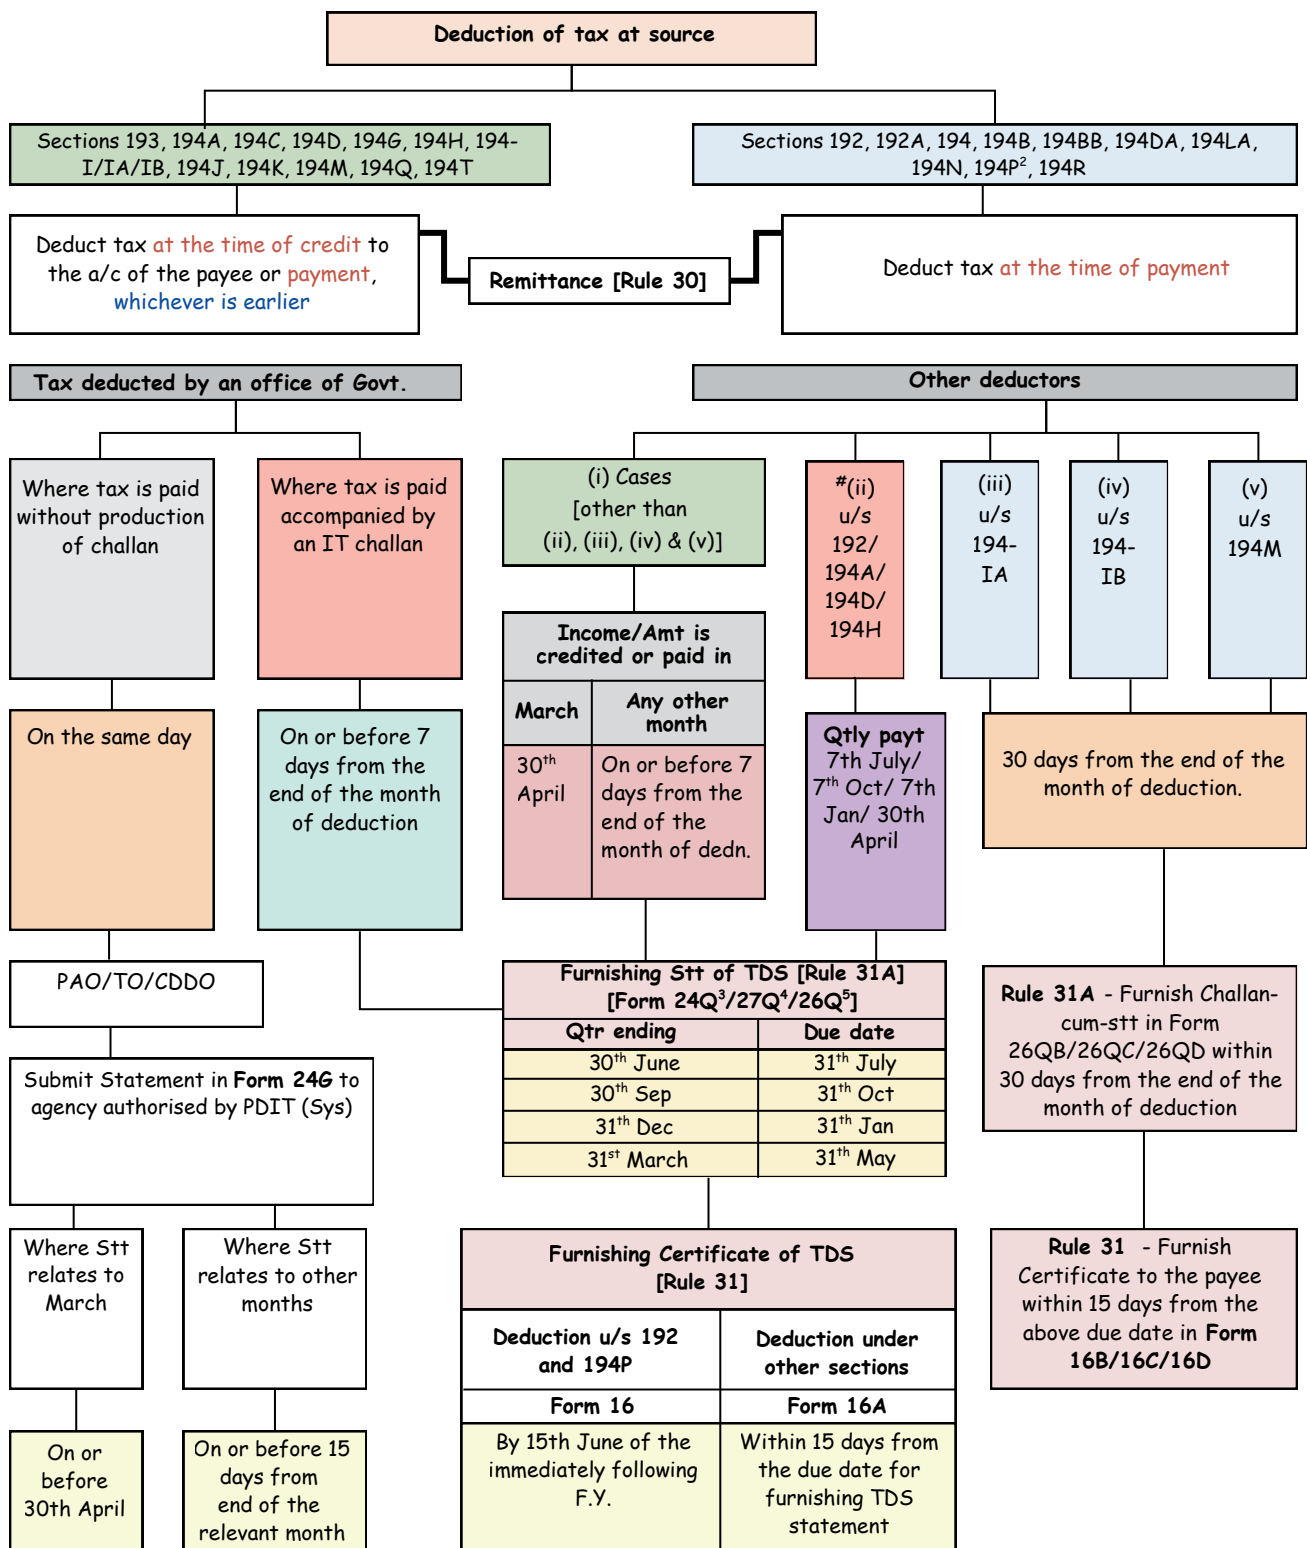 Deduction of tax at source
Sections 193, 194A, 194C, 194D, 194G, 194H, 194-
I/IA/IB, 194J, 194K, 194M, 194Q, 194T
Sections 192, 192A, 194, 194B, 194BB, 194DA, 194LA,
194N, 194P², 194R
Deduct tax at the time of credit to
the a/c of the payee or payment,
whichever is earlier
Remittance [Rule 30]
Deduct tax at the time of payment
Tax deducted by an office of Govt.
Other deductors
Where tax is paid
without production
of challan
Where tax is paid
accompanied by
an IT challan
(i) Cases
[other than
(ii), (iii), (iv) & (v)]
#(ii)
u/s
192/
194A/
194D/
194H
(iii)
u/s
194-
IA
(iv)
u/s
194-
IB
(v)
u/s
194M
Income/Amt is
credited or paid in
March
Any other
month
On the same day
On or before 7
days from the
end of the month
of deduction
30th
April
On or before 7
days from the
end of the
month of dedn.
Qtly payt
7th July/
7th Oct/ 7th
Jan/ 30th
April
30 days from the end of the
month of deduction.
PAO/TO/CDDO
Furnishing Stt of TDS [Rule 31A]
[Form 24Q³/27Q⁴/26Q⁵]
Qtr ending
Due date
30th June
31th July
30th Sep
31th Oct
31th Dec
31th Jan
31st March
31th May
Rule 31A - Furnish Challan-
cum-stt in Form
26QB/26QC/26QD within
30 days from the end of the
month of deduction
Submit Statement in Form 24G to
agency authorised by PDIT (Sys)
Where Stt
relates to
March
Where Stt
relates to other
months
Furnishing Certificate of TDS
[Rule 31]
Deduction u/s 192
and 194P
Deduction under
other sections
Form 16
Form 16A
By 15th June of the
immediately following
F.Y.
Within 15 days from
the due date for
furnishing TDS
statement
Rule 31 - Furnish
Certificate to the payee
within 15 days from the
above due date in Form
16B/16C/16D
On or
before
30th April
On or before 15
days from
end of the
relevant month